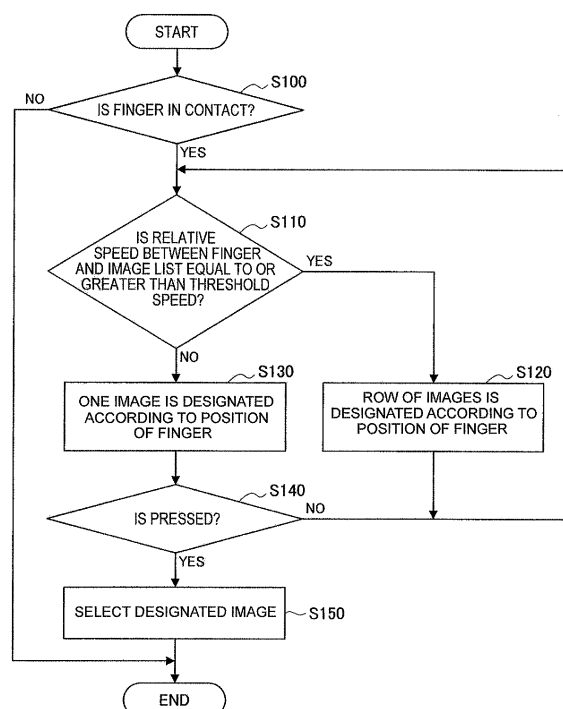 START
S100
NO
IS FINGER IN CONTACT?
YES
S110
IS RELATIVE
SPEED BETWEEN FINGER
AND IMAGE LIST EQUAL TO OR
GREATER THAN THRESHOLD
SPEED?
YES
NO
S130
S120
ONE IMAGE IS DESIGNATED
ACCORDING TO POSITION
OF FINGER
ROW OF IMAGES IS
DESIGNATED ACCORDING TO
POSITION OF FINGER
S140
IS PRESSED?
NO
YES
SELECT DESIGNATED IMAGE
S150
END